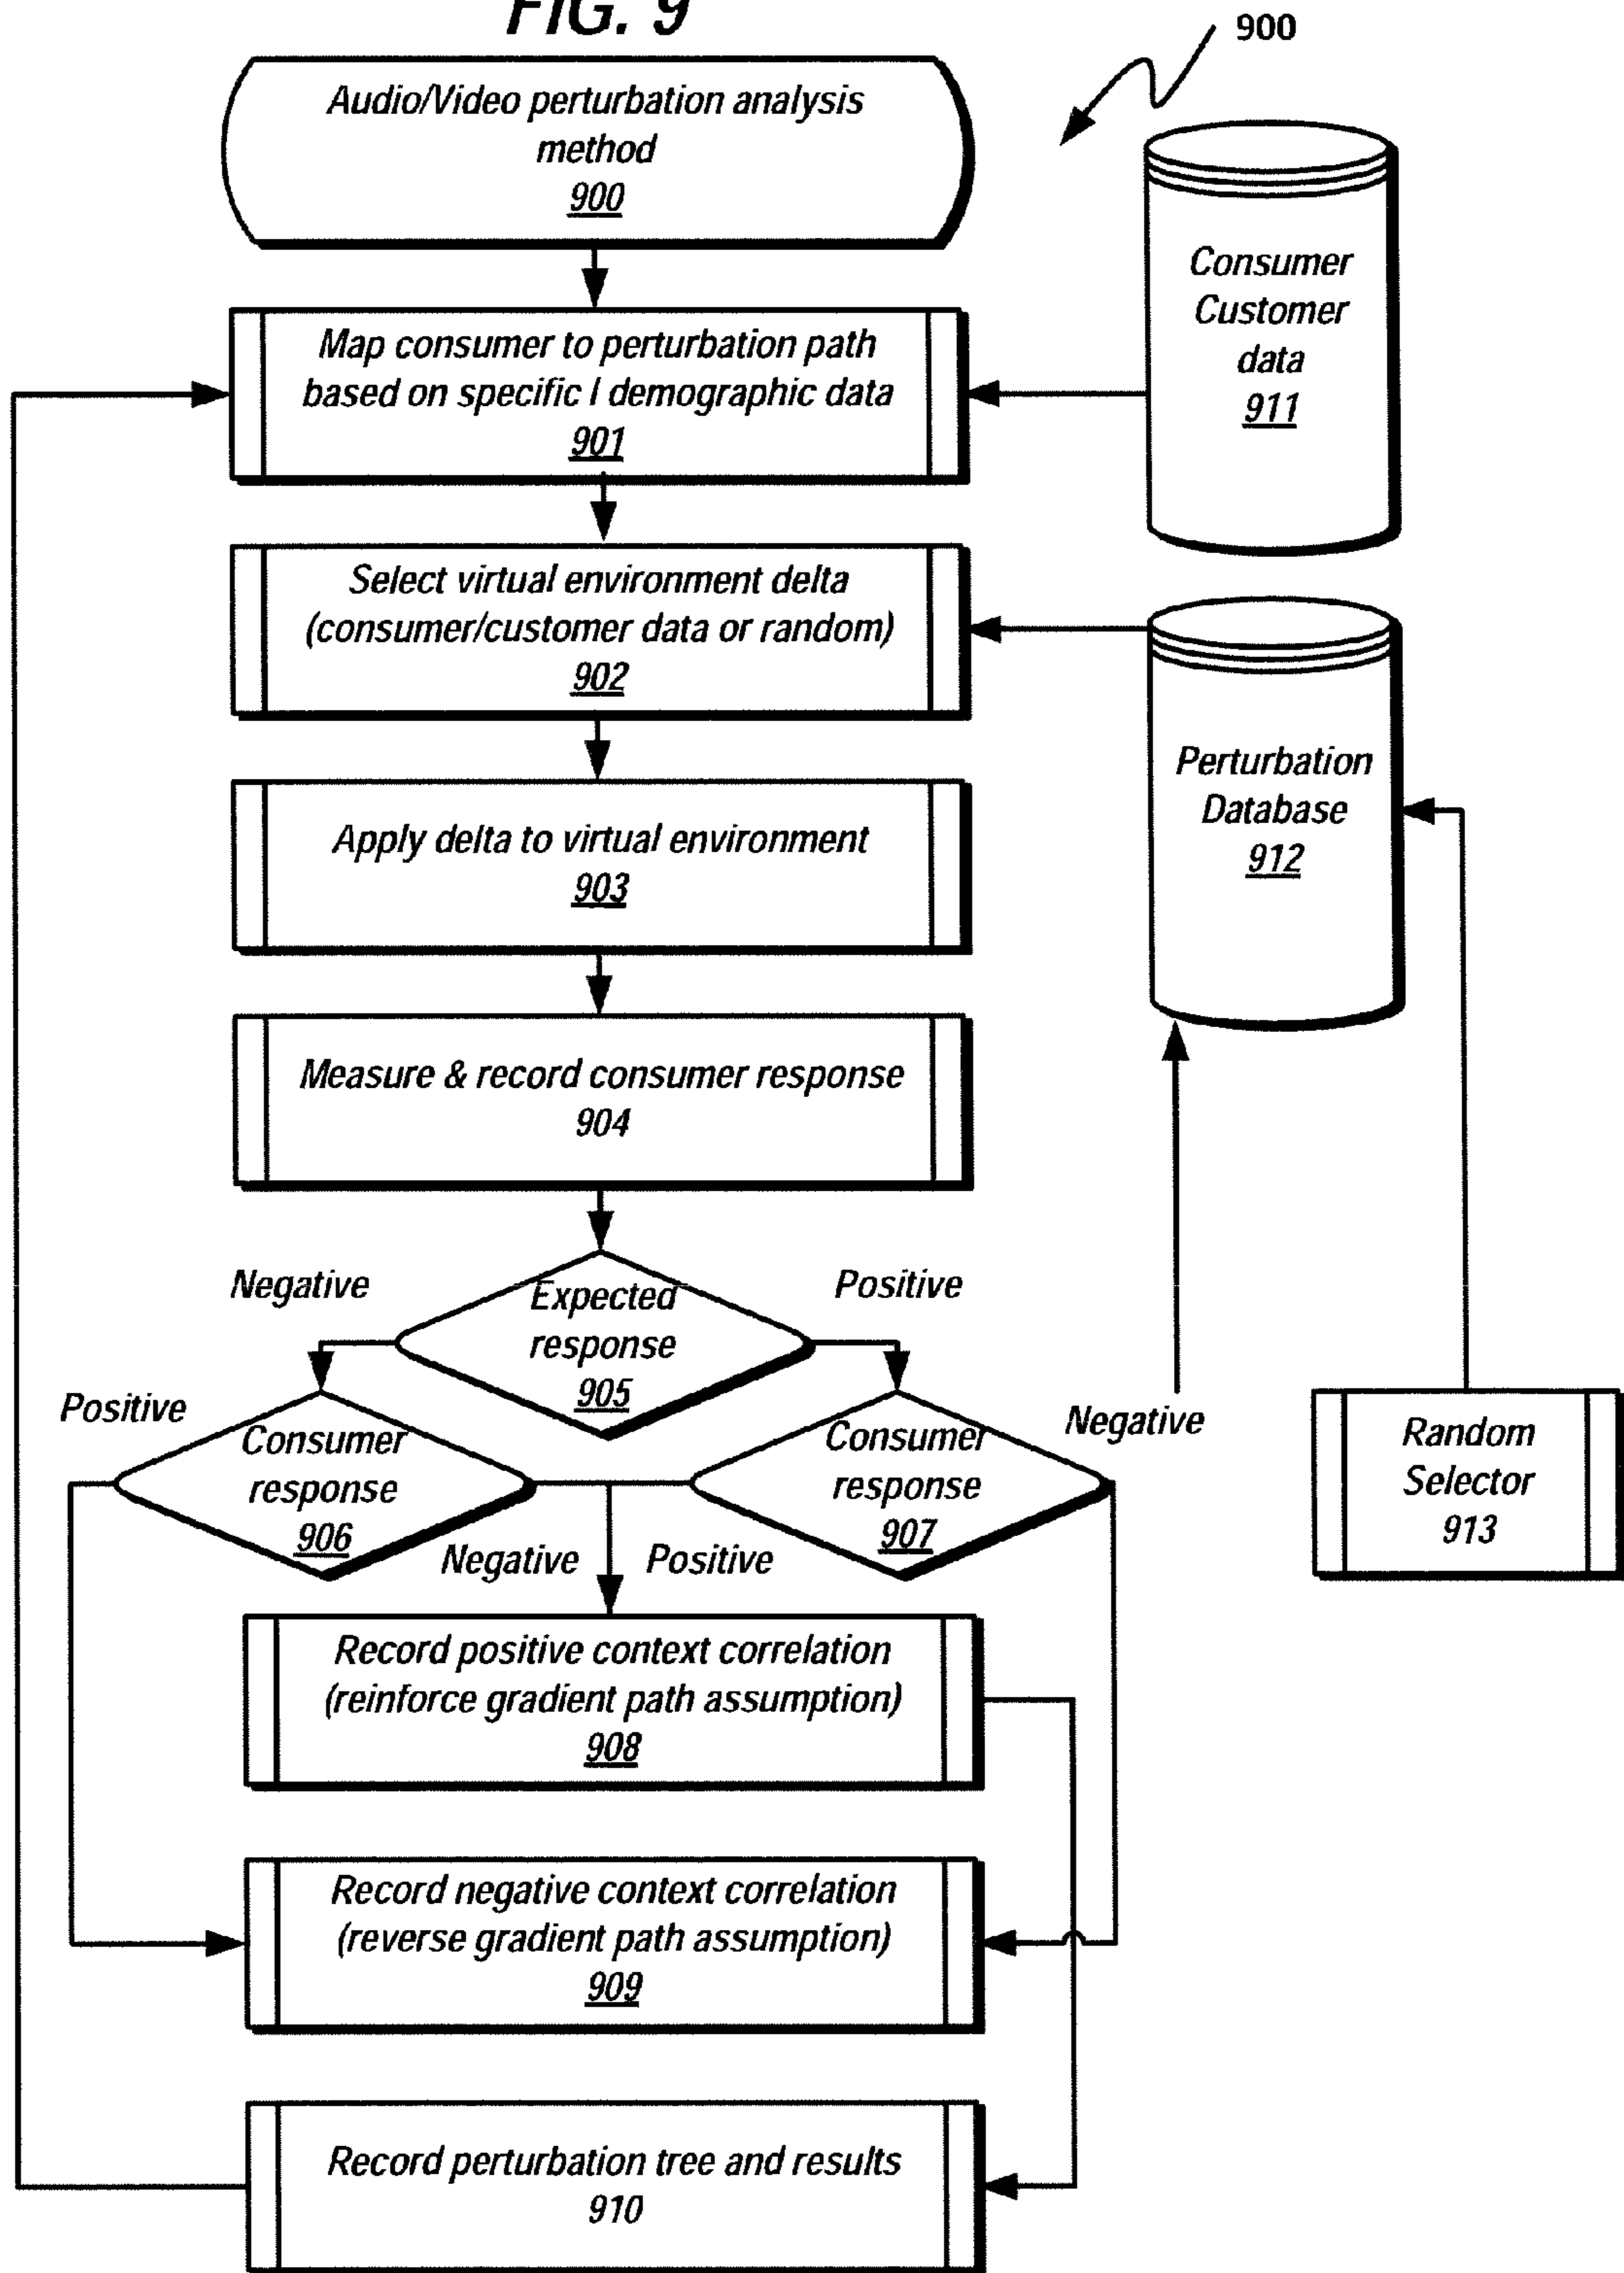 FIG. 9
900
Audio/Video perturbation analysis
method
900
Consumer
Customer
data
911
Map consumer to perturbation path
based on specific / demographic data
901
Select virtual environment delta
(consumer/customer data or random)
902
Perturbation
Database
912
Apply delta to virtual environment
903
Measure & record consumer response
904
Negative
Expected
response
905
Positive
Positive
Consumer
response
906
Negative
Consumer
response
907
Positive
Negative
Random
Selector
913
Record positive context correlation
(reinforce gradient path assumption)
908
Record negative context correlation
(reverse gradient path assumption)
909
Record perturbation tree and results
910